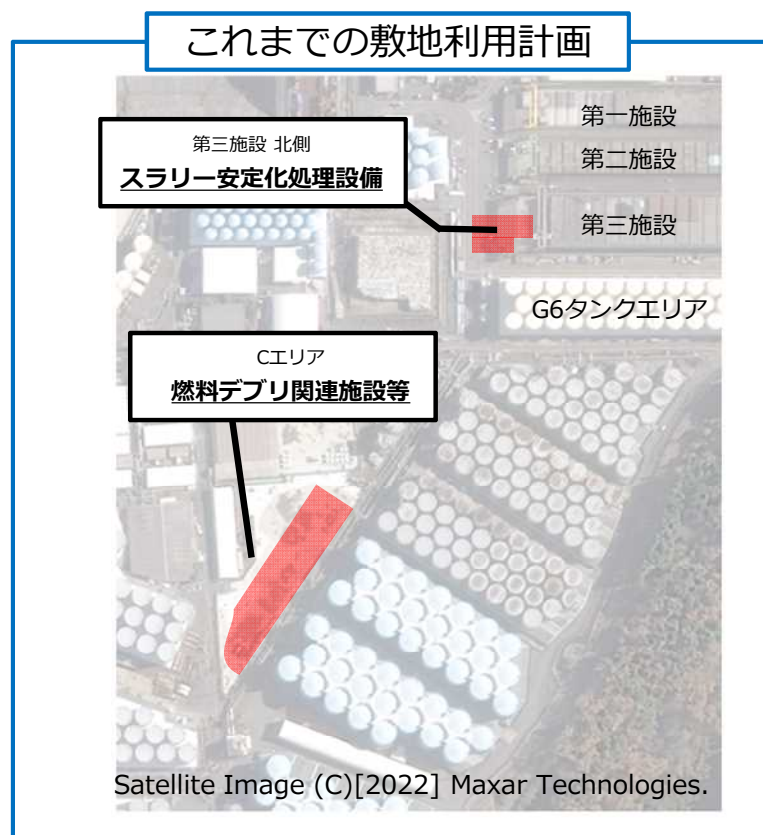 これまでの敷地利用計画
第三施設 北側
スラリー安定化処理設備
第一施設
第二施設
第三施設
G6タンクエリア
Cエリア
燃料デブリ関連施設等
Satellite Image (C)[2022] Maxar Technologies.